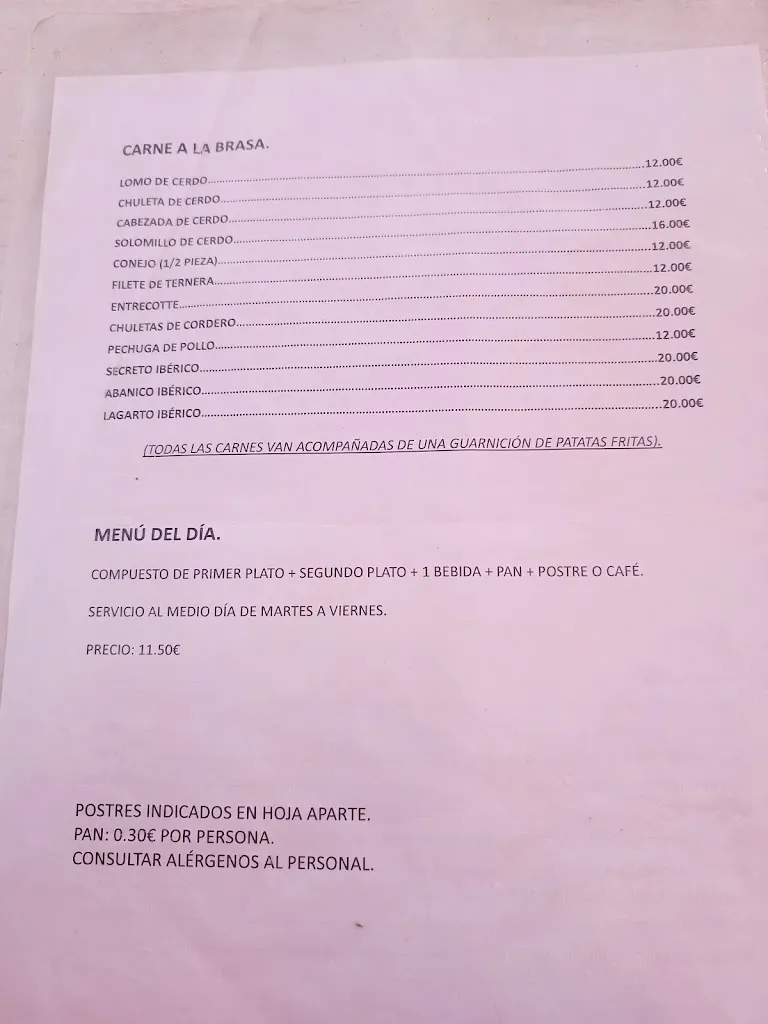 CARNE A LA BRASA.
LOMO DE CERDO....................12.00€
CHULETA DE CERDO....................12.00€
CABEZADA DE CERDO....................12.00€
SOLOMILLO DE CERDO....................16.00€
CONEJO (1/2 PIEZA)....................12.00€
FILETE DE TERNERA....................12.00€
ENTRECOTTE....................20.00€
CHULETAS DE CORDERO....................20.00€
PECHUGA DE POLLO....................12.00€
SECRETO IBÉRICO....................20.00€
ABANICO IBÉRICO....................20.00€
LAGARTO IBÉRICO....................20.00€
(TODAS LAS CARNES VAN ACOMPAÑADAS DE UNA GUARNICIÓN DE PATATAS FRITAS).
MENÚ DEL DÍA.
COMPUESTO DE PRIMER PLATO + SEGUNDO PLATO + 1 BEBIDA + PAN + POSTRE O CAFÉ.
SERVICIO AL MEDIO DÍA DE MARTES A VIERNES.
PRECIO: 11.50€
POSTRES INDICADOS EN HOJA APARTE.
PAN: 0.30€ POR PERSONA.
CONSULTAR ALÉRGENOS AL PERSONAL.